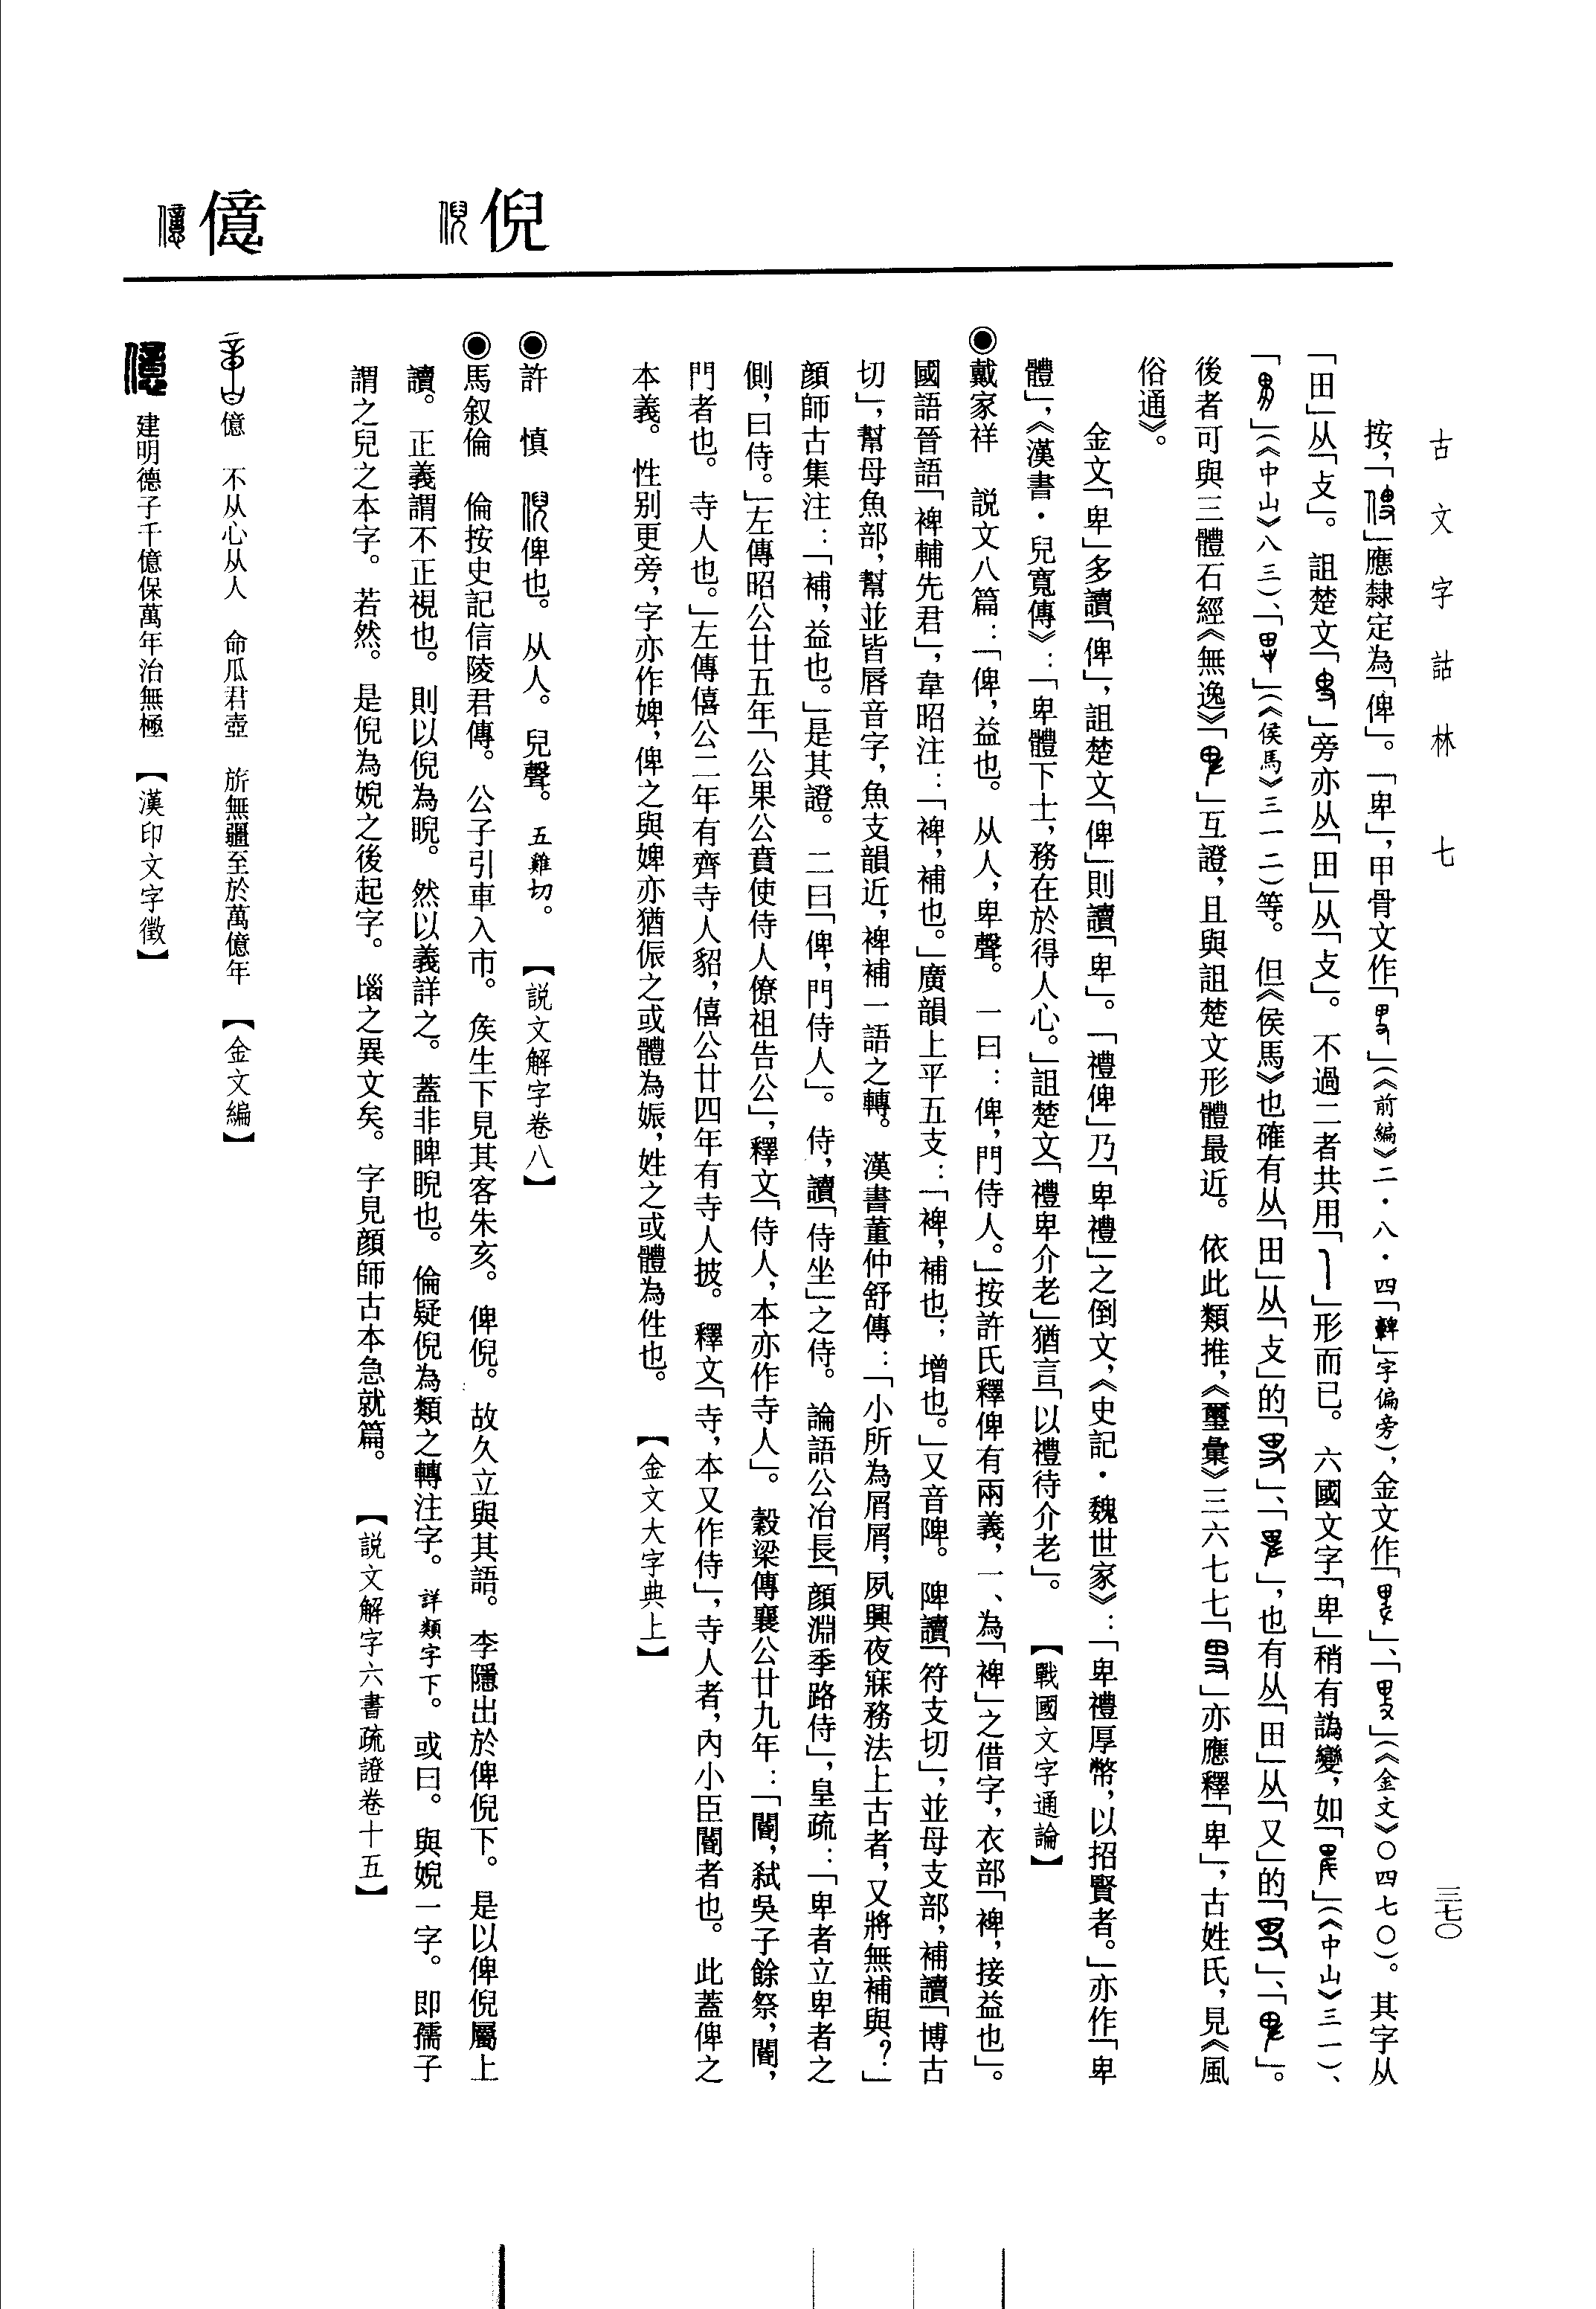 古文字詁林 七
三七〇
按，「」應隸定為「俾」。「卑」，甲骨文作「」（《前編》二·八·四「」字偏旁），金文作「」、「」（《金文》〇四七〇）。其字从
「田」从「攴」。詛楚文「」旁亦从「田」从「攴」。不過二者共用「」形而已。六國文字「卑」稍有譌變，如「」（《中山》三一）、
「」（《中山》八三）、「」（《侯馬》三一二）等。但《侯馬》也確有从「田」从「攴」的「」、「」，也有从「田」从「又」的「」、「」。
後者可與三體石經《無逸》「」互證，且與詛楚文形體最近。依此類推，《璽彙》三六七七「」亦應釋「卑」，古姓氏，見《風
俗通》。
金文「卑」多讀「俾」，詛楚文「俾」則讀「卑」。「禮俾」乃「卑禮」之倒文，《史記·魏世家》：「卑禮厚幣，以招賢者。」亦作「卑
體」，《漢書·兒寬傳》：「卑體下士，務在於得人心。」詛楚文「禮卑介老」猶言「以禮待介老」。【戰國文字通論】
◉戴家祥 説文八篇：「俾，益也。从人，卑聲。一曰：俾，門侍人。」按許氏釋俾有兩義，一、為「裨」之借字，衣部「裨，接益也」。
國語晉語「裨輔先君」，韋昭注：「裨，補也。」廣韻上平五支：「裨，補也；增也。」又音陴。陴讀「符支切」，並母支部，補讀「博古
切」，幫母魚部，幫並皆唇音字，魚支韻近，裨補一語之轉。漢書董仲舒傳：「小所為屑屑，夙興夜寐務法上古者，又將無補與？」
顏師古集注：「補，益也。」是其證。二曰「俾，門侍人」。侍，讀「侍坐」之侍。論語公冶長「顏淵季路侍」，皇疏：「卑者立卑者之
側，曰侍。」左傳昭公廿五年「公果公賁使侍人僚祖告公」，釋文「侍人，本亦作寺人」。穀梁傳襄公廿九年：「閽，弒吳子餘祭，閽，
門者也。寺人也。」左傳僖公二年有齊寺人貂，僖公廿四年有寺人披。釋文「寺，本又作侍」，寺人者，內小臣閽者也。此蓋俾之
本義。性別更旁，字亦作婢，俾之與婢亦猶侲之或體為娠，姓之或體為㹌也。【金文大字典上】
倪
◉許 慎 俾也。从人。兒聲。五雞切。【説文解字卷八】
◉馬叙倫 倫按史記信陵君傳。公子引車入市。矦生下見其客朱亥。俾倪。故久立與其語。李隱出於俾倪下。是以俾倪屬上
讀。正義謂不正視也。則以倪為睨。然以義詳之。蓋非睥睨也。倫疑倪為類之轉注字。詳類字下。或曰。與婗一字。即孺子
謂之兒之本字。若然。是倪為婗之後起字。㛴之異文矣。字見顏師古本急就篇。【説文解字六書疏證卷十五】
億
億 不从心从人 命瓜君壺 旂無疆至於萬億年【金文編】
建明德子千億保萬年治無極【漢印文字徵】